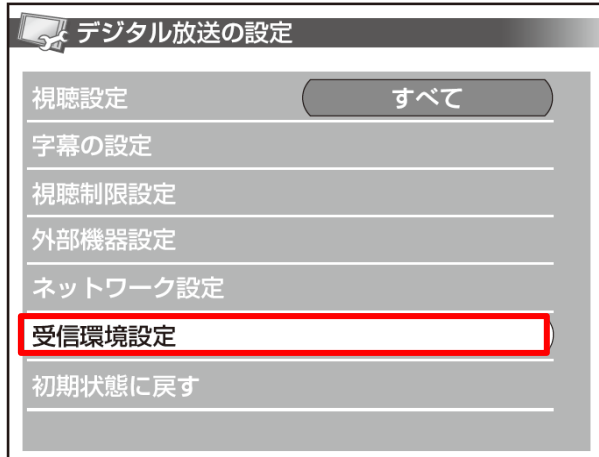 デジタル放送の設定
視聴設定 すべて
字幕の設定
視聴制限設定
外部機器設定
ネットワーク設定
受信環境設定
初期状態に戻す